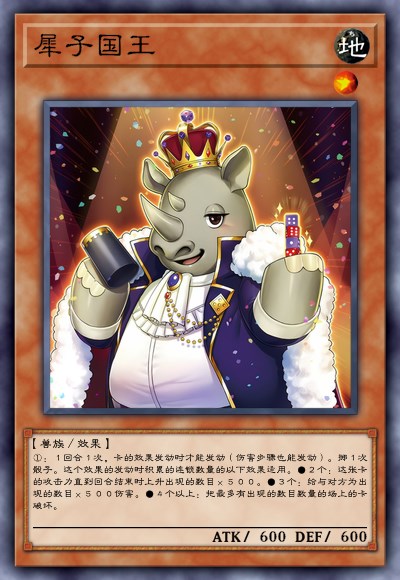 犀子国王
地
【兽族／效果】
①：1回合1次，卡的效果发动时才能发动（伤害步骤也能发动）。掷1次
骰子。这个效果的发动时积累的连锁数量的以下效果适用。●2个：这张卡
的攻击力直到回合结束时上升出现的数目×500。●3个：给与对方为出
现的数目×500伤害。●4个以上：把最多有出现的数目数量的场上的卡
破坏。
ATK/ 600 DEF/ 600